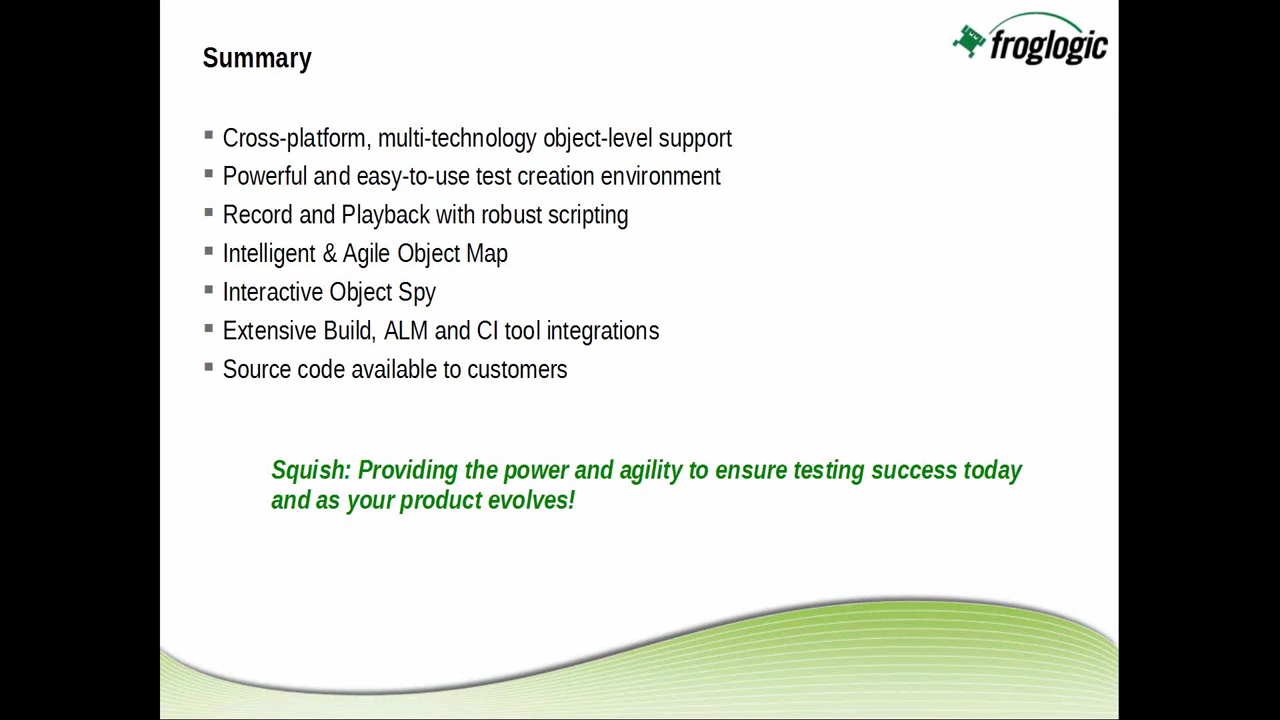 froglogic
Summary
Cross-platform, multi-technology object-level support
Powerful and easy-to-use test creation environment
Record and Playback with robust scripting
Intelligent & Agile Object Map
Interactive Object Spy
Extensive Build, ALM and CI tool integrations
Source code available to customers
Squish: Providing the power and agility to ensure testing success today
and as your product evolves!